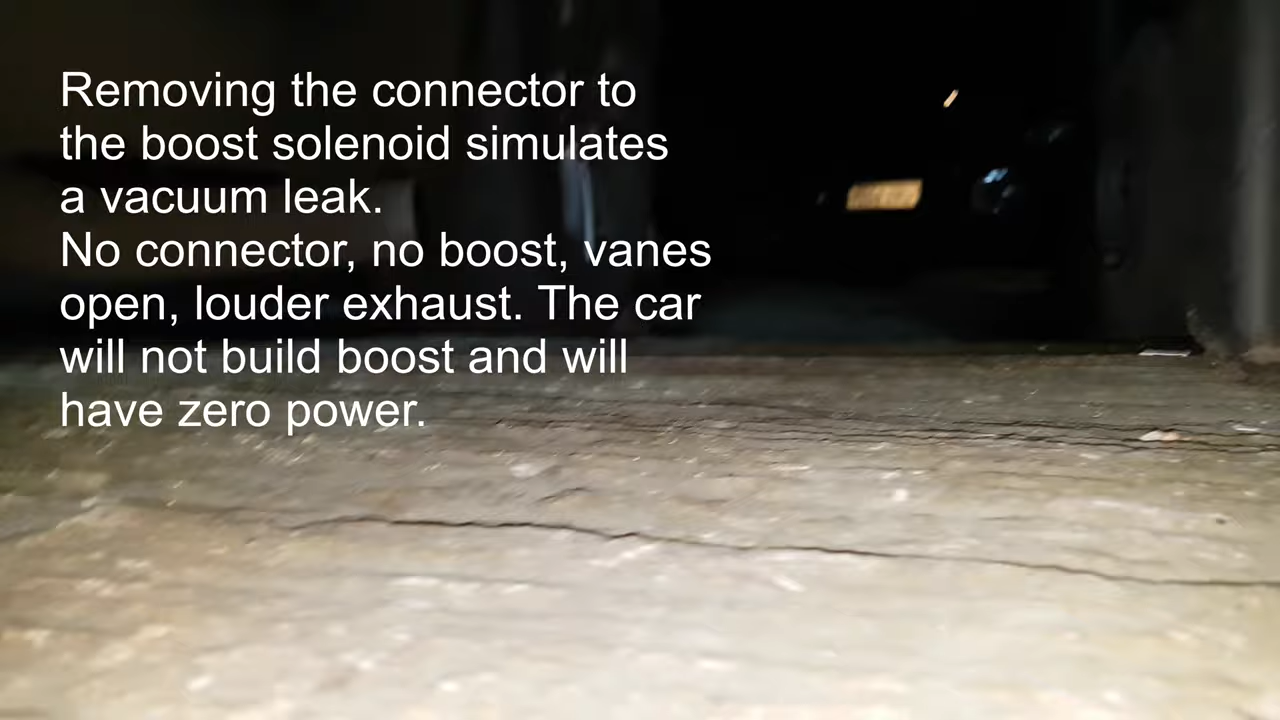 Removing the connector to
the boost solenoid simulates
a vacuum leak.
No connector, no boost, vanes
open, louder exhaust. The car
will not build boost and will
have zero power.